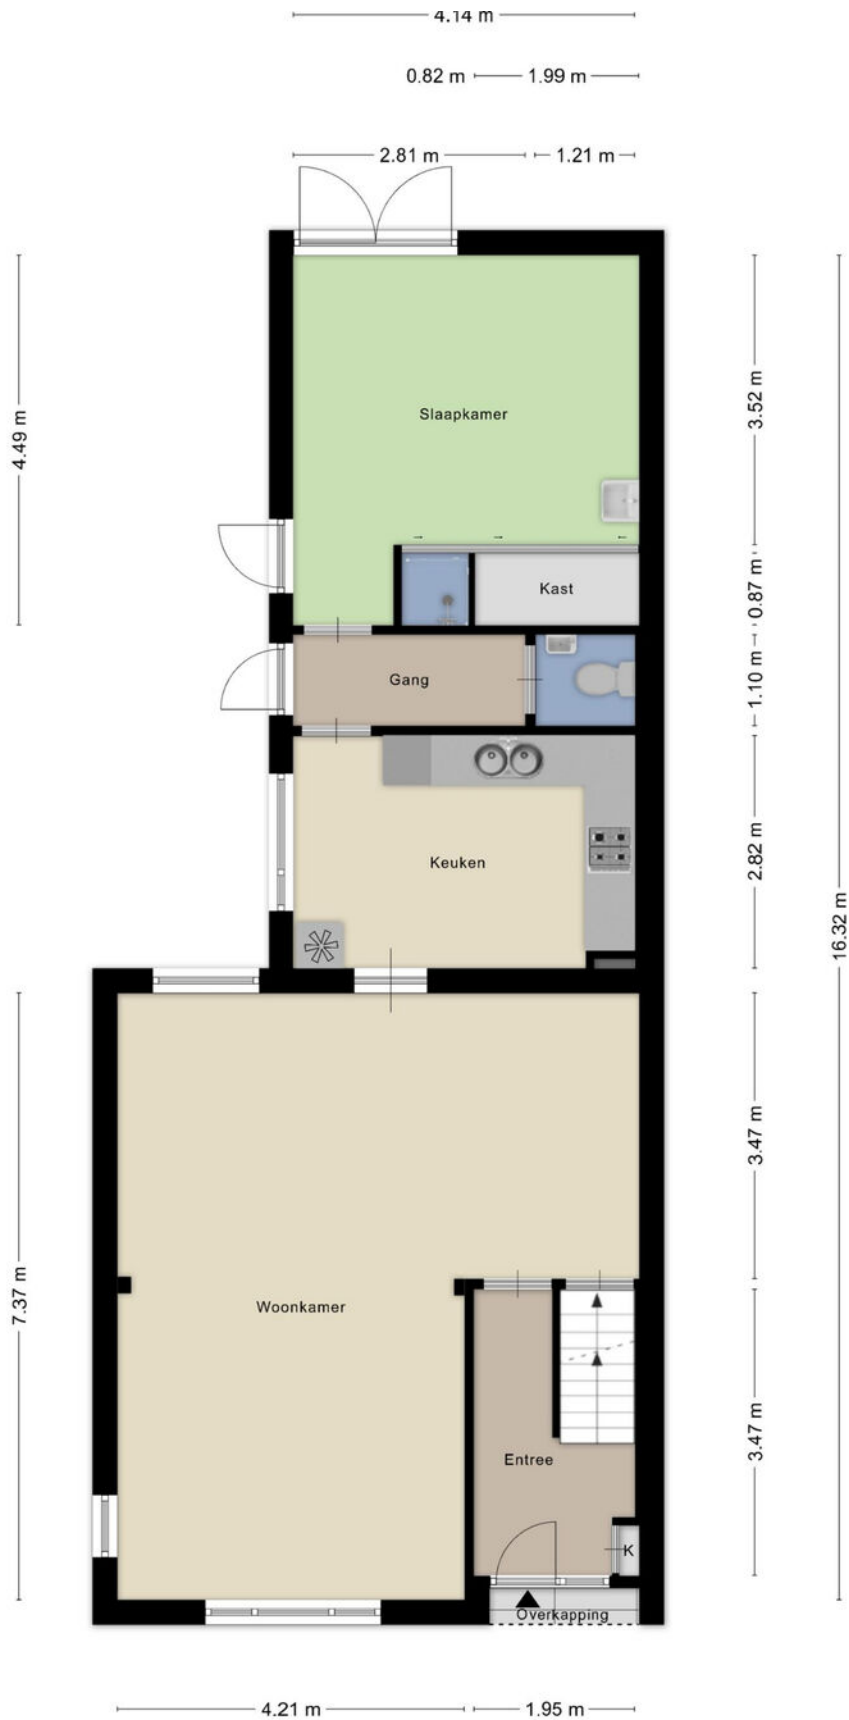 4.14 m
0.82 m
1.99 m
2.81 m
1.21 m
4.49 m
3.52 m
Slaapkamer
Kast
0.87 m
Gang
1.10 m
Keuken
2.82 m
16.32 m
3.47 m
7.37 m
Woonkamer
3.47 m
Entree
K
Overkapping
4.21 m
1.95 m